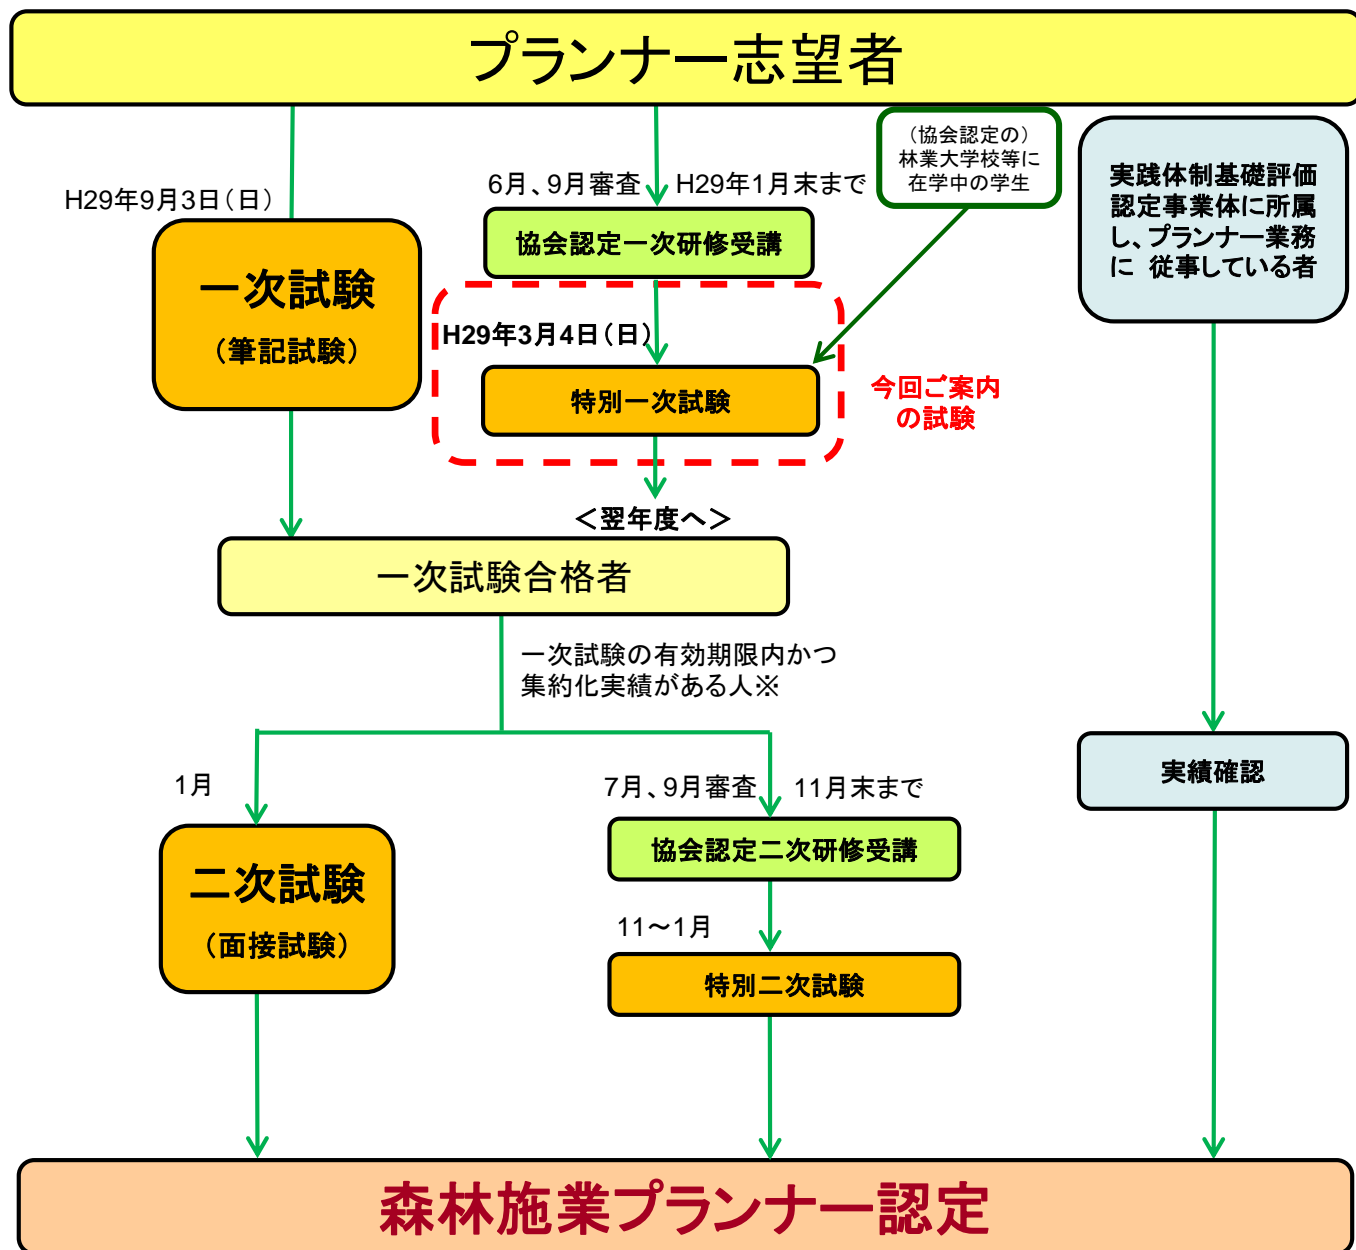 プランナー志望者
（協会認定の）
林業大学校等に
在学中の学生
実践体制基礎評価
認定事業体に所属
し、プランナー業務
に 従事している者
H29年9月3日（日）
6月、9月審査
H29年1月末まで
一次試験
（筆記試験）
協会認定一次研修受講
H29年3月4日（日）
特別一次試験
今回ご案内
の試験
＜翌年度へ＞
一次試験合格者
一次試験の有効期限内かつ
集約化実績がある人※
1月
7月、9月審査
11月末まで
実績確認
二次試験
（面接試験）
協会認定二次研修受講
11～1月
特別二次試験
森林施業プランナー認定